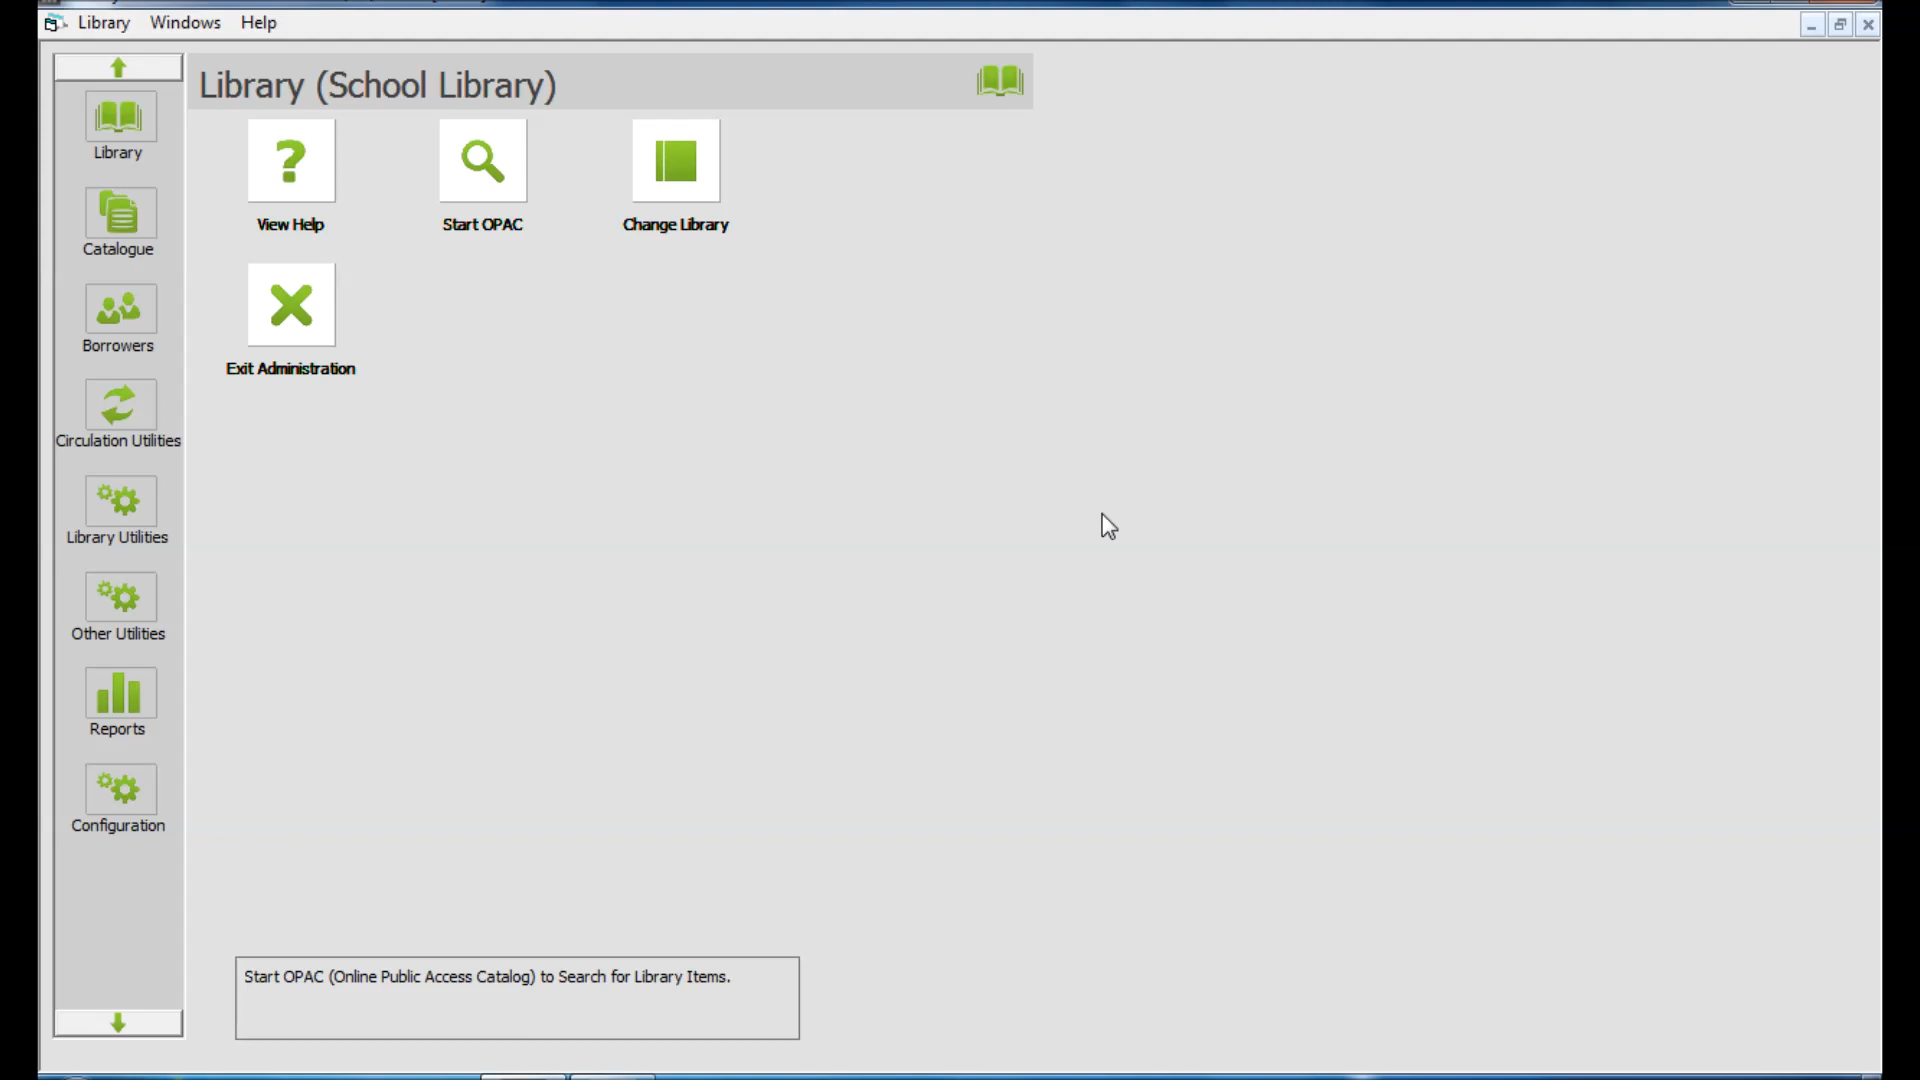 Library Windows Help
Library (School Library)
Library
Catalogue
Borrowers
Circulation Utilities
Library Utilities
Other Utilities
Reports
Configuration
View Help
Start OPAC
Change Library
Exit Administration
Start OPAC (Online Public Access Catalog) to Search for Library Items.